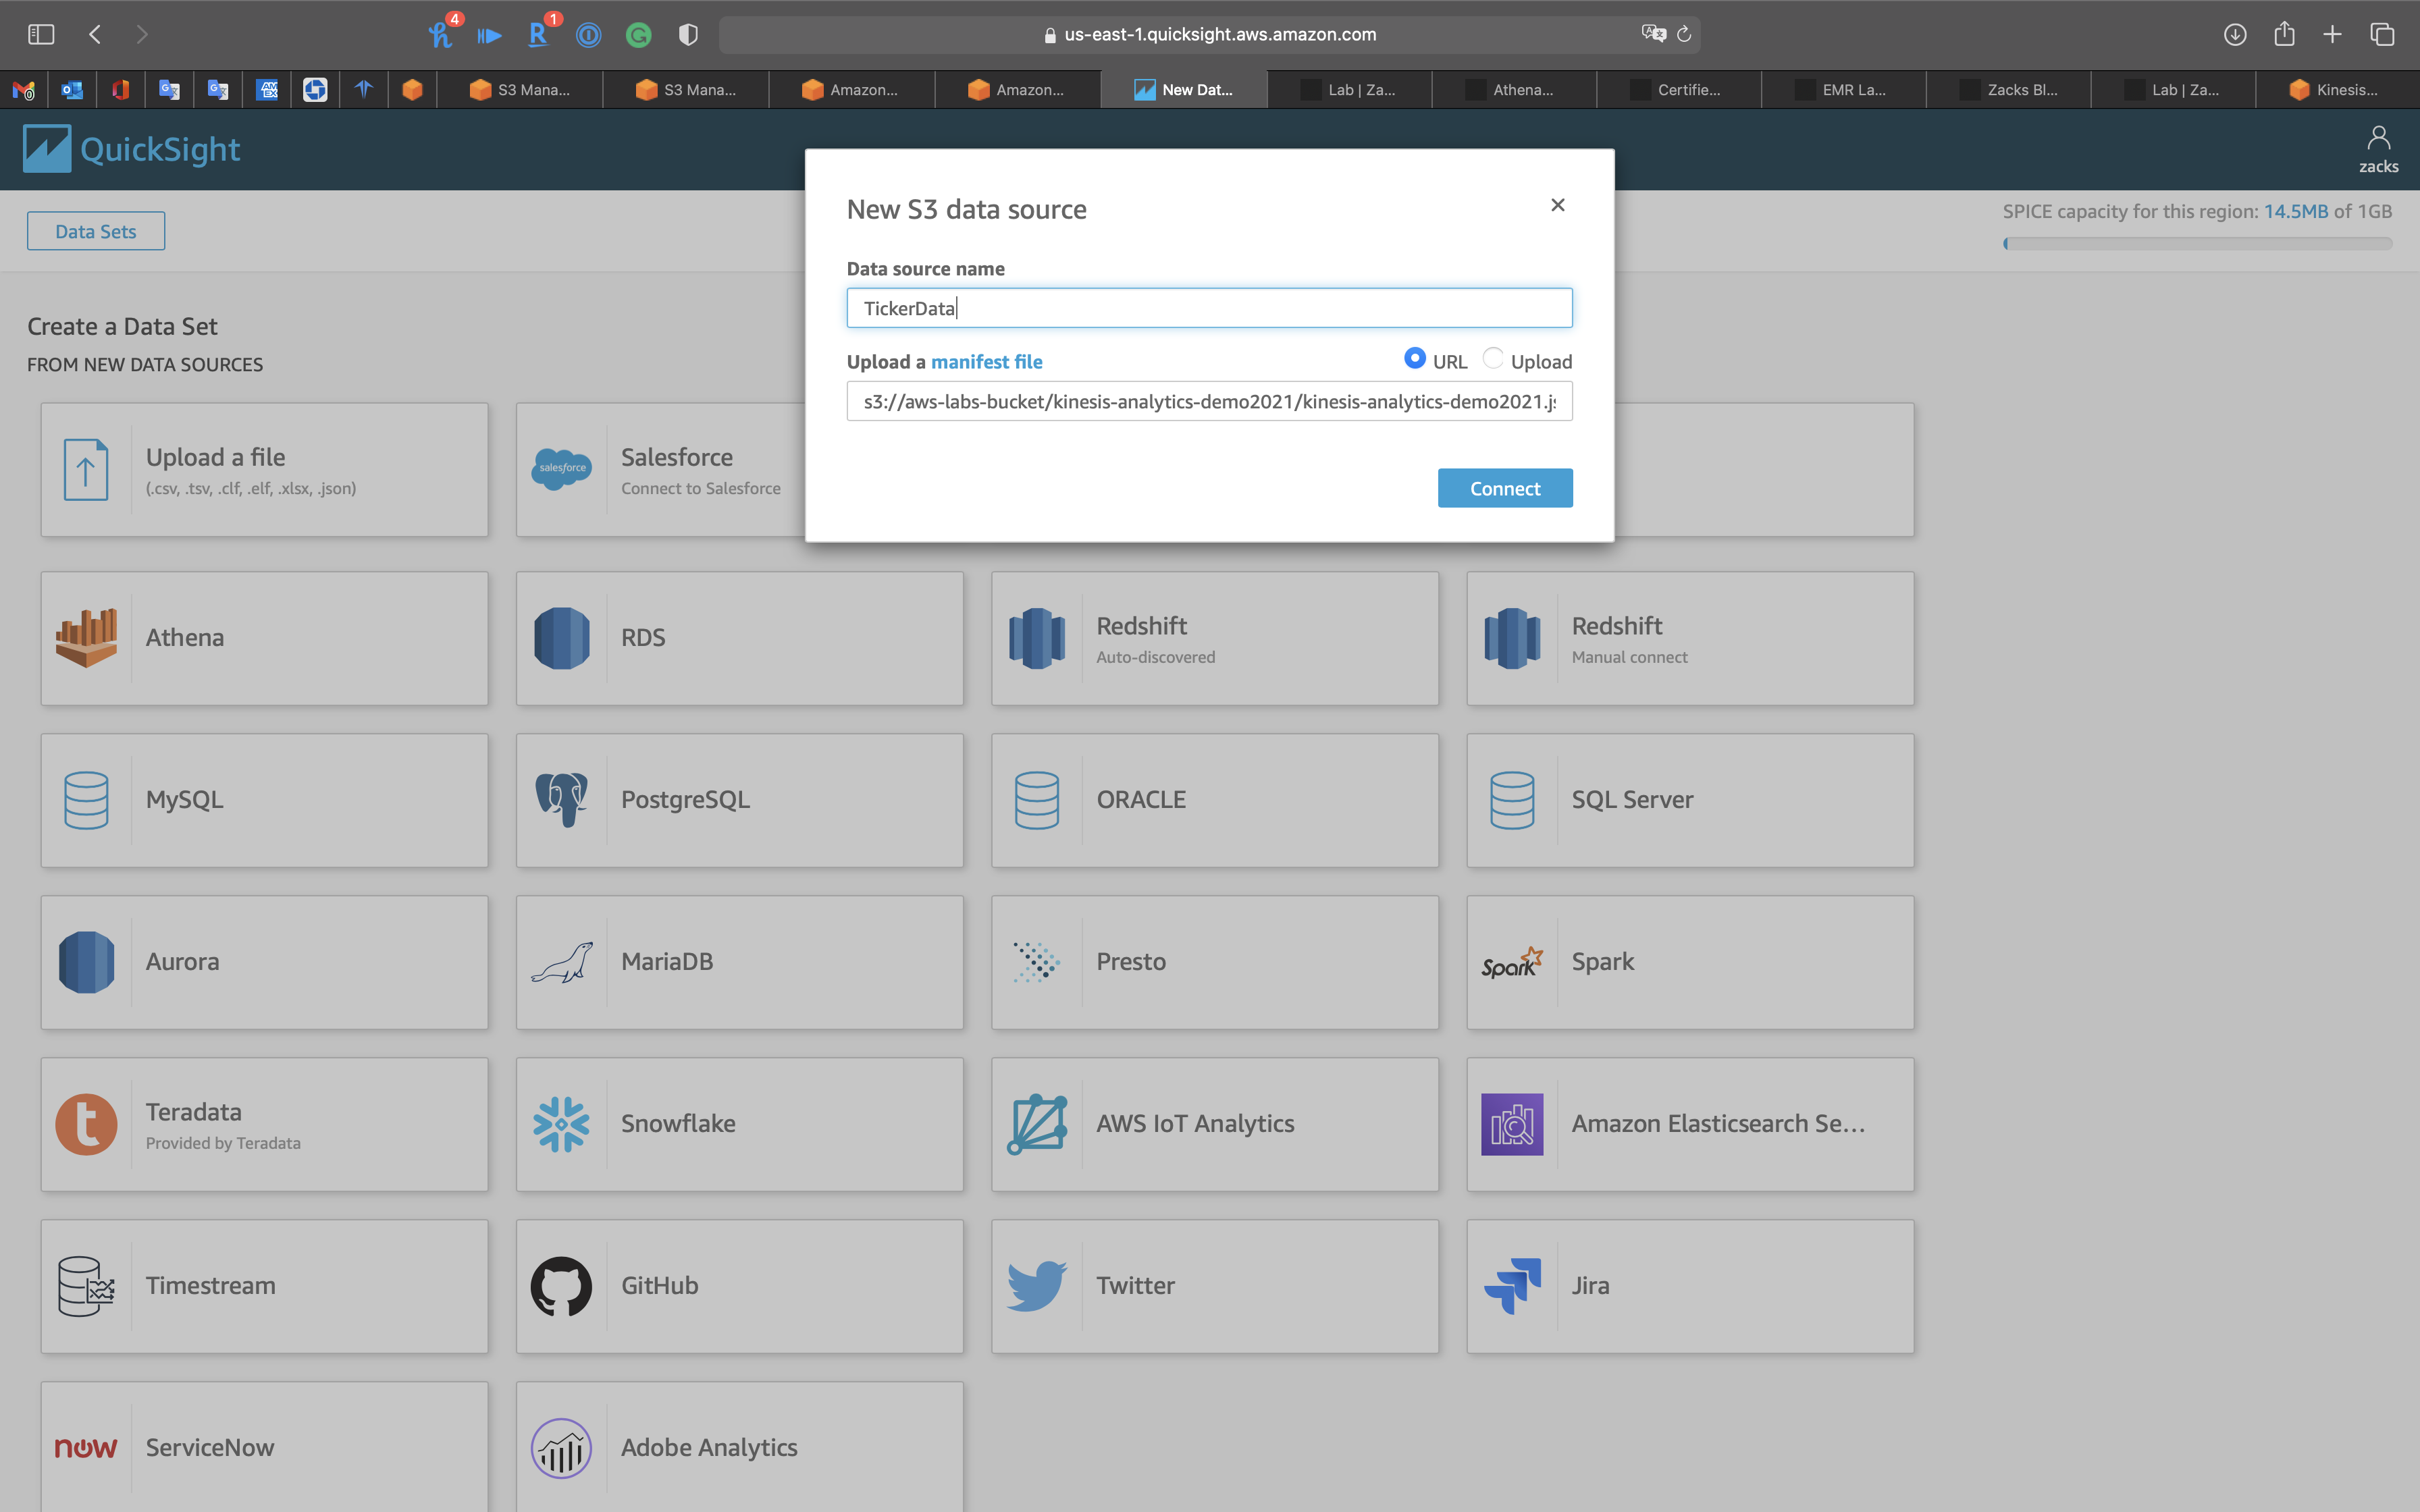 4
1
us-east-1.quicksight.aws.amazon.com
S3 Mana...
S3 Mana...
Amazon...
Amazon...
New Dat...
Lab | Za...
Athena...
Certifie...
EMR La...
Zacks Bl...
Lab | Za...
Kinesis...
QuickSight
zacks
Data Sets
SPICE capacity for this region: 14.5MB of 1GB
New S3 data source
Data source name
TickerData
Upload a manifest file
URL
Upload
s3://aws-labs-bucket/kinesis-analytics-demo2021/kinesis-analytics-demo2021.js
Connect
Create a Data Set
FROM NEW DATA SOURCES
Upload a file
(.csv, .tsv, .clf, .elf, .xlsx, .json)
salesforce
Salesforce
Connect to Salesforce
Athena
RDS
Redshift
Auto-discovered
Redshift
Manual connect
MySQL
PostgreSQL
ORACLE
SQL Server
Aurora
MariaDB
Presto
Spark
Spark
Teradata
Provided by Teradata
Snowflake
AWS IoT Analytics
Amazon Elasticsearch Se...
Timestream
GitHub
Twitter
Jira
now
ServiceNow
Adobe Analytics